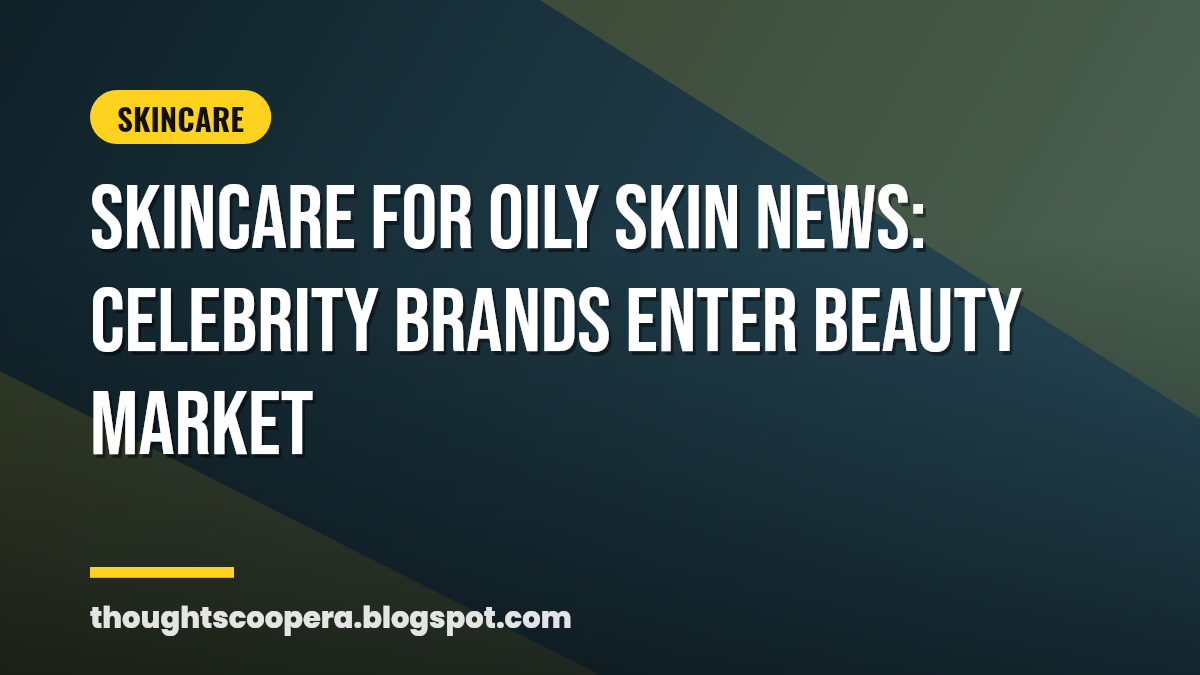 SKINCARE
SKINCARE FOR OILY SKIN NEWS:
CELEBRITY BRANDS ENTER BEAUTY
MARKET
thoughtscoopera.blogspot.com